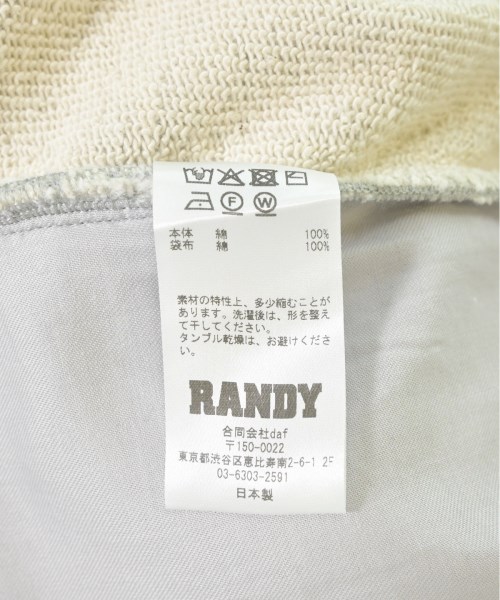 Ⓕ Ⓦ
本体 綿 100%
袋布 綿 100%
素材の特性上、多少縮むことが
あります。洗濯後は、形を整え
て干してください。
タンブル乾燥は、お避けくださ
い。
RANDY
合同会社daf
〒150-0022
東京都渋谷区恵比寿南2-6-1 2F
03-6303-2591
日本製